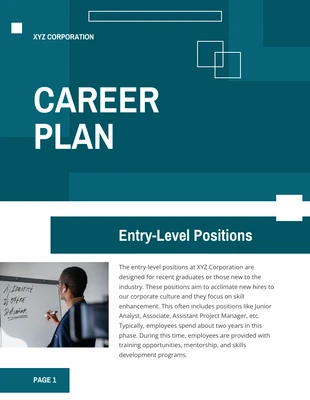 XYZ CORPORATION
CAREER
PLAN
Entry-Level Positions
The entry-level positions at XYZ Corporation are
designed for recent graduates or those new to the
industry. These positions aim to acclimate new hires to
our corporate culture and they focus on skill
enhancement. This often includes positions like Junior
Analyst, Associate, Assistant Project Manager, etc.
Typically, employees spend about two years in this
phase. During this time, employees are provided with
training opportunities, mentorship, and skills
development programs.
PAGE 1